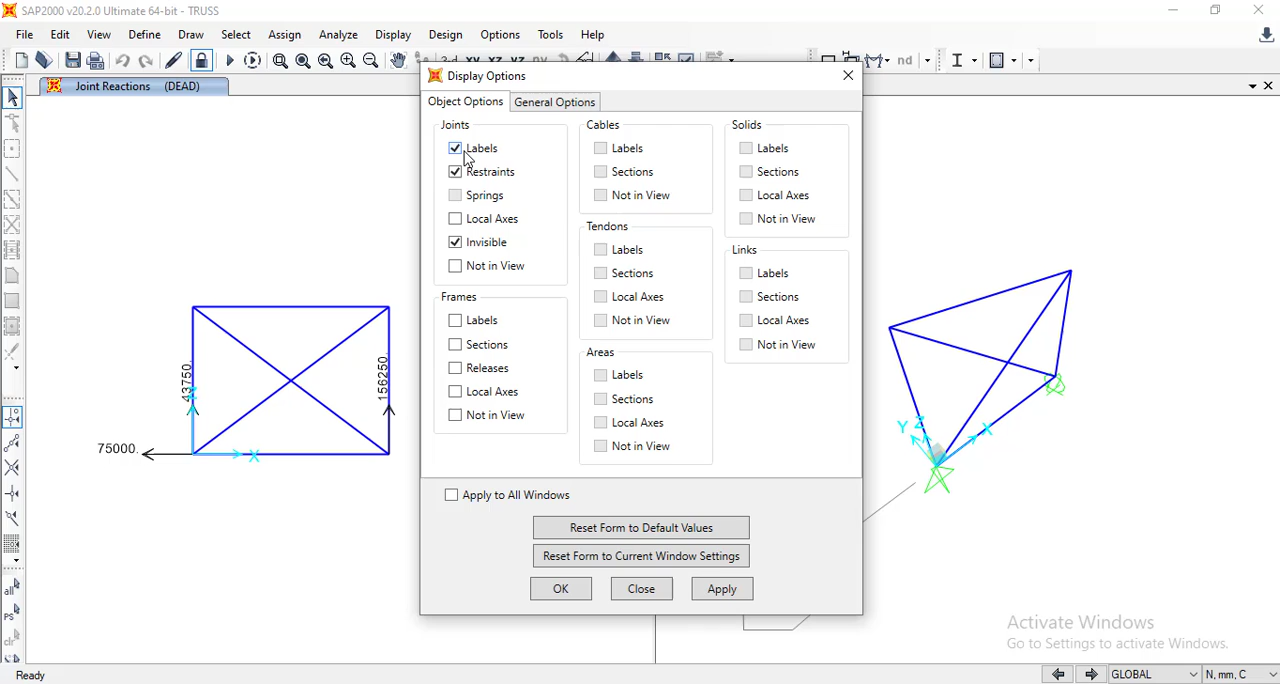 SAP2000 v20.2.0 Ultimate 64-bit - TRUSS
File Edit View Define Draw Select Assign Analyze Display Design Options Tools Help
nd
Joint Reactions (DEAD)
Display Options
Object Options General Options
Joints
Labels
Restraints
Springs
Local Axes
Invisible
Not in View
Frames
Labels
Sections
Releases
Local Axes
Not in View
Cables
Labels
Sections
Not in View
Tendons
Labels
Sections
Local Axes
Not in View
Areas
Labels
Sections
Local Axes
Not in View
Solids
Labels
Sections
Local Axes
Not in View
Links
Labels
Sections
Local Axes
Not in View
Apply to All Windows
Reset Form to Default Values
Reset Form to Current Window Settings
OK Close Apply
43750.
156250.
75000.
X
Y Z X
all
PS
clr
Activate Windows
Go to Settings to activate Windows.
Ready
GLOBAL
N, mm, C